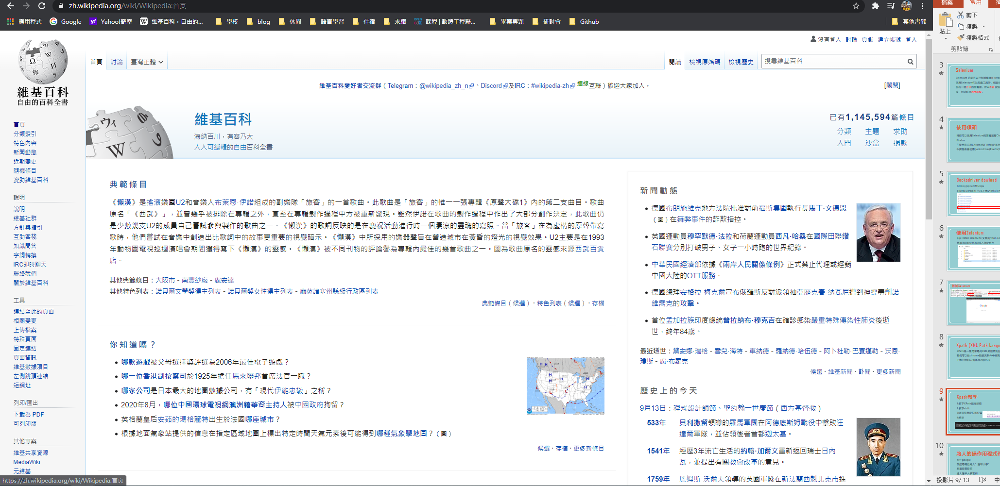 zh.wikipedia.org/wiki/Wikipedia:首页
應用程式 Google Yahoo!奇摩 維基百科，自由的... 學校 blog 休閒 語言學習 住宿 求職 課程 | 軟體工程聯... 畢業專題 研討會 Github 其他書籤
沒有登入 討論 貢獻 建立帳號 登入
首頁 討論 臺灣正體 閱讀 檢視原始碼 檢視歷史 搜尋維基百科
維基百科
自由的百科全書
首頁
分類索引
特色內容
新聞動態
近期變更
隨機條目
資助維基百科
說明
說明
維基社群
方針與指引
互助客棧
知識問答
字詞轉換
IRC即時聊天
聯絡我們
關於維基百科
工具
連結至此的頁面
相關變更
上傳檔案
特殊頁面
固定連結
頁面資訊
維基數據項目
左側跳頂連結
短網址
列印/匯出
下載為 PDF
可列印版
其他專案
維基共享資源
MediaWiki
元維基
https://zh.wikipedia.org/wiki/Wikipedia:首页
維基百科愛好者交流群（Telegram：@wikipedia_zh_n、Discord及IRC：#wikipedia-zh 連線互聯）歡迎大家加入。
[關閉]
維基百科
海納百川，有容乃大
人人可編輯的自由百科全書
已有1,145,594篇條目
分類 主題 求助
入門 沙盒 捐款
典範條目
《懶漢》是搖滾樂團U2和音樂人布萊恩·伊諾組成的副樂隊「旅客」的一首歌曲。此歌曲是「旅客」的惟一一張專輯《原聲大碟1》內的第二支曲目。歌曲
原名「《西武》」，並曾幾乎被排除在專輯之外，直至在專輯製作過程中方被重新發現。雖然伊諾在歌曲的製作過程中作出了大部分創作決定，此歌曲仍
是少數幾支U2的成員自己嘗試參與製作的歌曲之一。《懶漢》的歌詞反映的是在慶祝活動進行時一個淒涼的靈魂的寫照。當「旅客」在為虛構的原聲帶寫
歌時，他們嘗試在音樂中創造出比歌詞中的故事更重要的視覺暗示。《懶漢》中所採用的樂器聲旨在營造城市在黃昏的燈光的視覺效果。U2主要是在1993
年動物園電視巡迴演唱會期間獲得寫下《懶漢》的靈感。《懶漢》被不同刊物的評論譽為專輯內最佳的幾首歌曲之一。圖為歌曲原名的靈感來源西武百貨
店。
其他典範條目：大阪市 - 南豐紗廠 - 盧安達
其他特色列表：諾貝爾文學獎得主列表 - 諾貝爾獎女性得主列表 - 麻薩諸塞州縣級行政區列表
典範條目（候選）·特色列表（候選）·存檔
你知道嗎？
哪款遊戲被父母選擇獎評選為2006年最佳電子遊戲？
哪一位香港副按察司於1925年擔任馬來聯邦首席法官一職？
哪家公司是日本最大的地圖數據公司，有「現代伊能忠敬」之稱？
2020年8月，哪位中國環球電視網澳洲籍華裔主持人被中國政府拘留？
英格蘭皇后安茹的瑪格麗特出生於法國哪座城市？
根據地面氣象站提供的信息在指定區域地圖上標出特定時間天氣元素後可能得到哪種氣象學地圖？（圖）
候選·存檔·更多新條目
新聞動態
德國布朗施維克地方法院批准對前福斯集團執行長馬丁·文德恩
（圖）在舞弊事件的詐欺指控。
英國運動員穆罕默德·法拉和荷蘭運動員西凡·哈桑在國際田聯鑽
石聯賽分別打破男子、女子一小時跑的世界紀錄。
中華民國經濟部依據《兩岸人民關係條例》正式禁止代理或經銷
中國大陸的OTT服務。
德國總理安格拉·梅克爾宣布俄羅斯反對派領袖亞歷克賽·納瓦尼遭到神經毒劑諾
維喬克的攻擊。
首位孟加拉族印度總統普拉納布·穆克吉在確診感染嚴重特殊傳染性肺炎後逝
世，終年84歲。
最近逝世：黛安娜·瑞格 - 雪兒·海特 - 車納德 - 羅納德·哈伍德 - 阿卜杜勒·巴賈邁勒 - 沃恩·
瓊斯 - 盧·布羅克
候選·維基新聞·訃聞·更多新聞
歷史上的今天
9月13日：程式設計師節、聖約翰一世慶節（西方基督教）
533年 貝利撒留領導的羅馬軍團在阿德底斯姆戰役中擊敗汪
達爾軍隊，並佔領後者首都迦太基。
1541年 經歷3年流亡生活的約翰·加爾文重新返回瑞士日內
瓦，並提出有關教會改革的意見。
1759年 詹姆斯·沃爾夫領導的英國軍隊在新法蘭西魁北克市進
檔案 常用
貼上 剪下
複製
複製格式
剪貼簿
3 Selenium
4 使用須知
Firefox
5 Geckodriver dowload
https://ppt.cc/fTUbpx
6 使用Selenium
7
8 Xpath (XML Path Langu
9 Xpath教學
10 將人的操作用程式碼
投影片 9/ 13 中